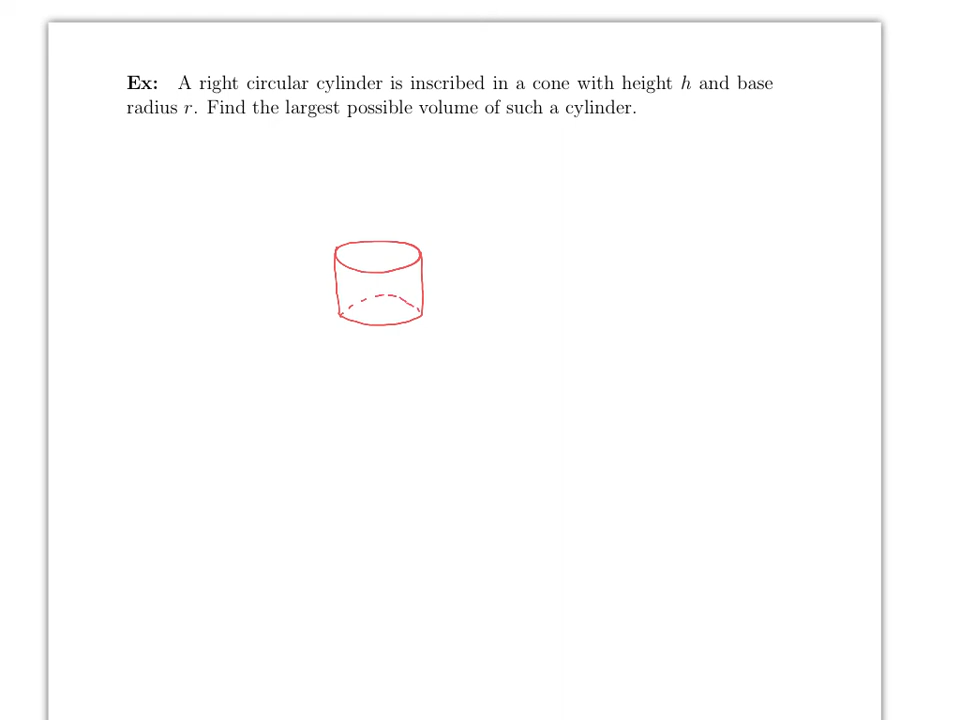 Ex: A right circular cylinder is inscribed in a cone with height h and base
radius r. Find the largest possible volume of such a cylinder.